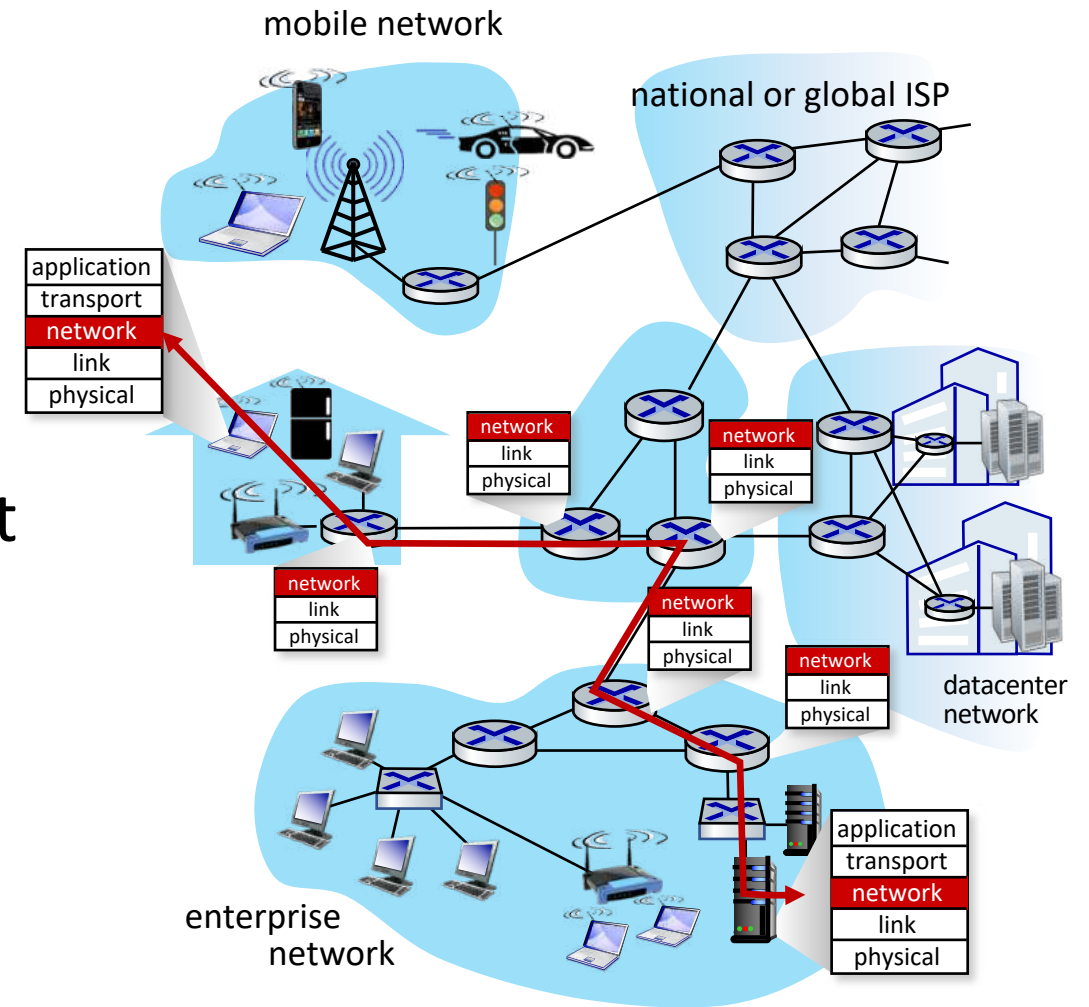 mobile network
national or global ISP
application
transport
network
link
physical
network
link
physical
network
link
physical
t
network
link
physical
network
link
physical
network
link
physical
datacenter
network
application
transport
network
link
physical
enterprise
network